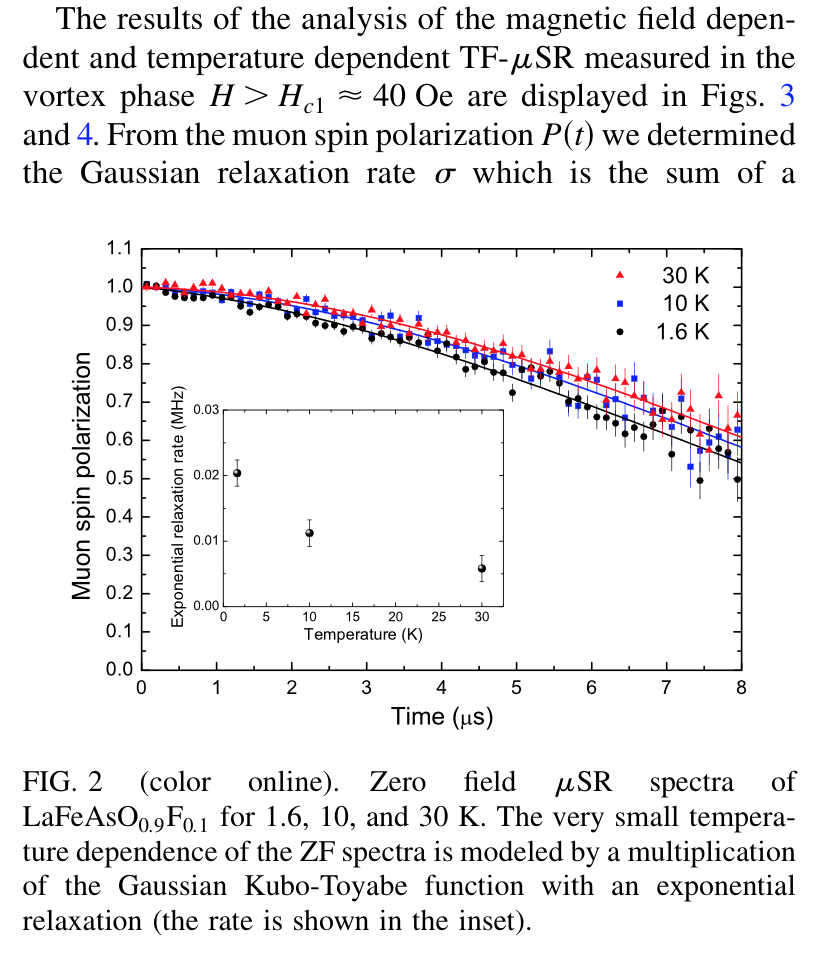 The results of the analysis of the magnetic field depen-
dent and temperature dependent TF-μSR measured in the
vortex phase H > Hc1 ≈ 40 Oe are displayed in Figs. 3
and 4. From the muon spin polarization P(t) we determined
the Gaussian relaxation rate σ which is the sum of a
1.1
1.0
0.9
0.8
0.7
0.6
0.5
0.4
0.3
0.2
0.1
0.0
Muon spin polarization
30 K
10 K
1.6 K
0.03
0.02
0.01
0.00
Exponential relaxation rate (MHz)
0 5 10 15 20 25 30
Temperature (K)
0 1 2 3 4 5 6 7 8
Time (μs)
FIG. 2 (color online). Zero field μSR spectra of
LaFeAsO0.9F0.1 for 1.6, 10, and 30 K. The very small tempera-
ture dependence of the ZF spectra is modeled by a multiplication
of the Gaussian Kubo-Toyabe function with an exponential
relaxation (the rate is shown in the inset).